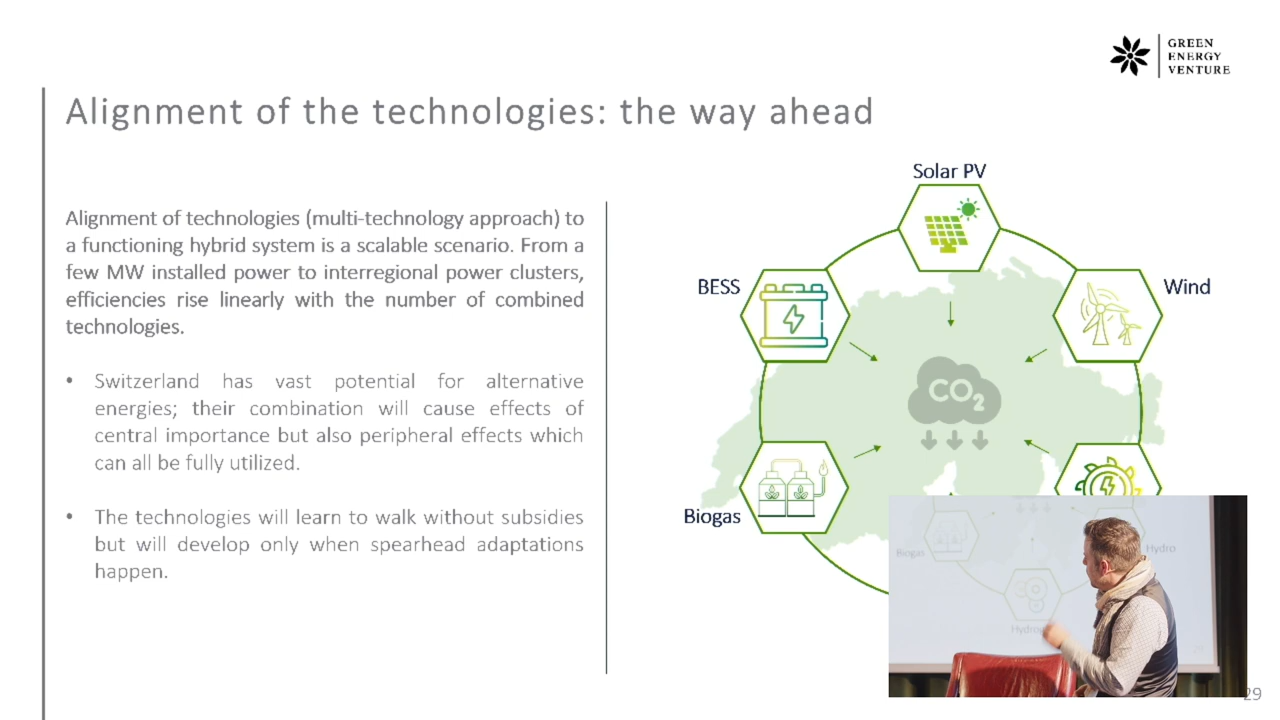 GREEN
ENERGY
VENTURE
Alignment of the technologies: the way ahead
Alignment of technologies (multi-technology approach) to
a functioning hybrid system is a scalable scenario. From a
few MW installed power to interregional power clusters,
efficiencies rise linearly with the number of combined
technologies.
• Switzerland has vast potential for alternative
energies; their combination will cause effects of
central importance but also peripheral effects which
can all be fully utilized.
• The technologies will learn to walk without subsidies
but will develop only when spearhead adaptations
happen.
Solar PV
BESS
Wind
CO2
Biogas
Biogas
Hydro
29